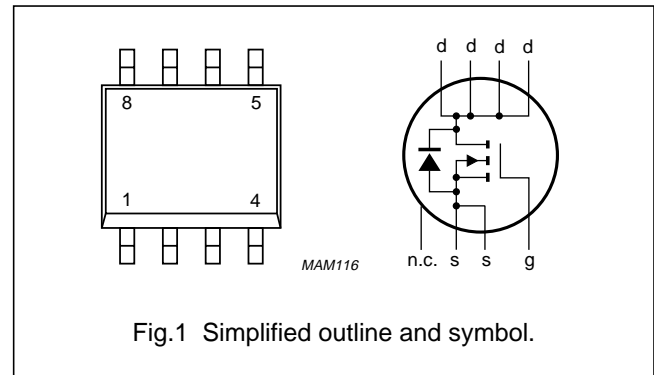 d d d d
8 5
1 4
MAM116
n.c. s s g
Fig.1 Simplified outline and symbol.